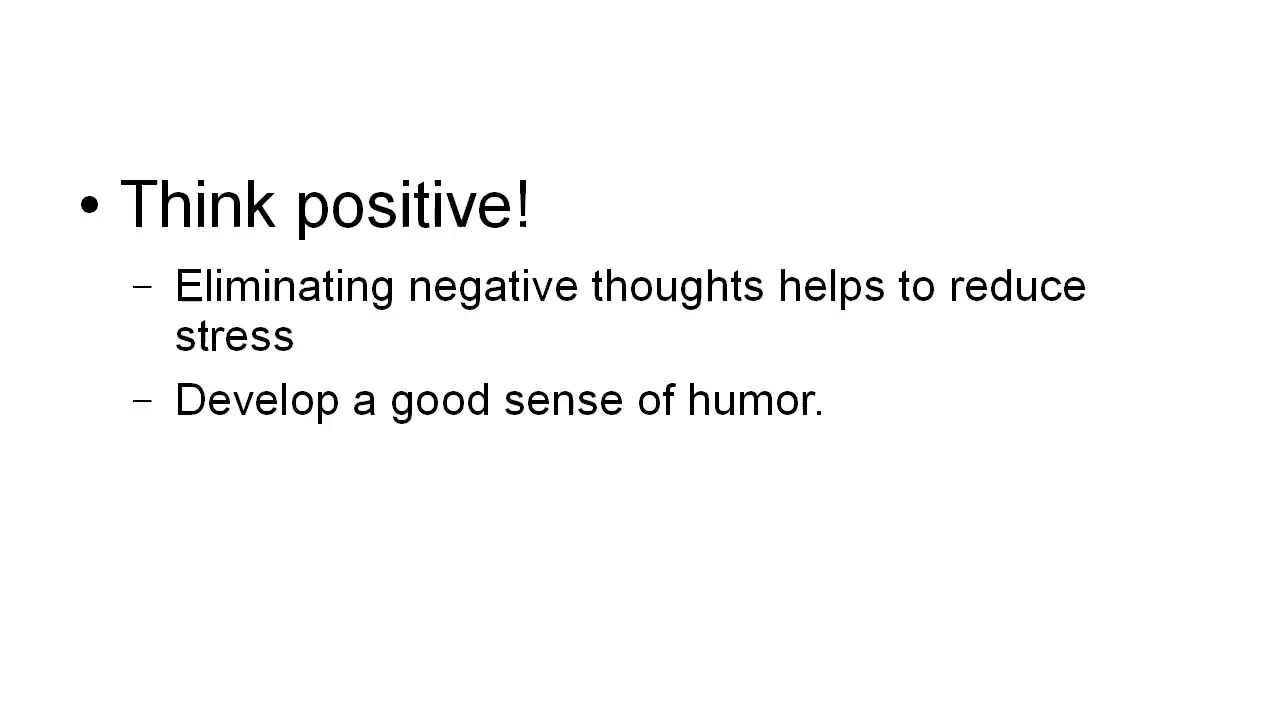 • Think positive!
– Eliminating negative thoughts helps to reduce
stress
– Develop a good sense of humor.